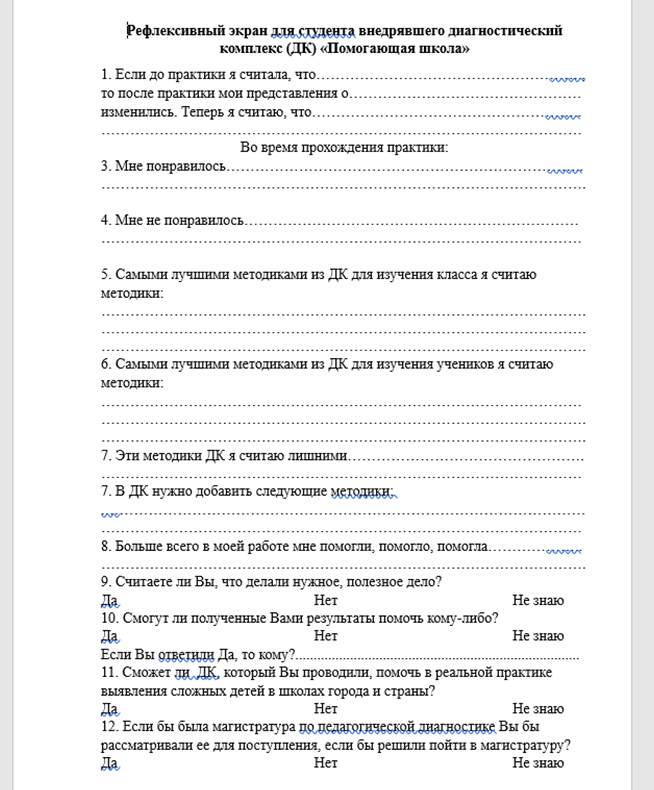 Рефлексивный экран для студента внедрявшего диагностический
комплекс (ДК) «Помогающая школа»
1. Если до практики я считала, что……………………………………………
то после практики мои представления о……………………………………
изменились. Теперь я считаю, что……………………………………………
……………………………………………………………………………………
Во время прохождения практики:
3. Мне понравилось……………………………………………………………
……………………………………………………………………………………
4. Мне не понравилось…………………………………………………………
……………………………………………………………………………………
5. Самыми лучшими методиками из ДК для изучения класса я считаю
методики:
……………………………………………………………………………………
……………………………………………………………………………………
……………………………………………………………………………………
6. Самыми лучшими методиками из ДК для изучения учеников я считаю
методики:
……………………………………………………………………………………
……………………………………………………………………………………
……………………………………………………………………………………
7. Эти методики ДК я считаю лишними………………………………………
……………………………………………………………………………………
7. В ДК нужно добавить следующие методики:
……………………………………………………………………………………
……………………………………………………………………………………
8. Больше всего в моей работе мне помогли, помогло, помогла……………
……………………………………………………………………………………
9. Считаете ли Вы, что делали нужное, полезное дело?
Да Нет Не знаю
10. Смогут ли полученные Вами результаты помочь кому-либо?
Да Нет Не знаю
Если Вы ответили Да, то кому?..............................................................................
11. Сможет ли ДК, который Вы проводили, помочь в реальной практике
выявления сложных детей в школах города и страны?
Да Нет Не знаю
12. Если бы была магистратура по педагогической диагностике Вы бы
рассматривали ее для поступления, если бы решили пойти в магистратуру?
Да Нет Не знаю